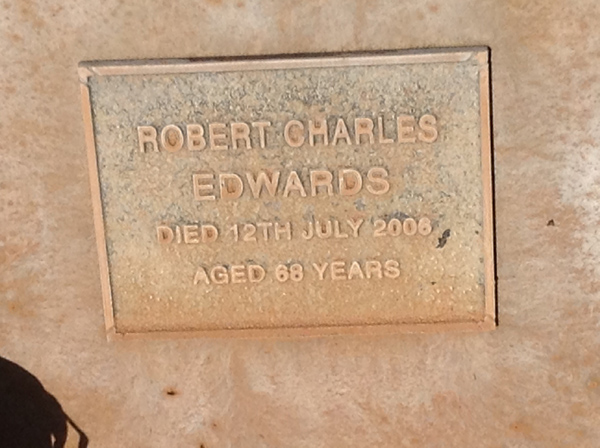 ROBERT CHARLES
EDWARDS
DIED 12TH JULY 2006
AGED 68 YEARS